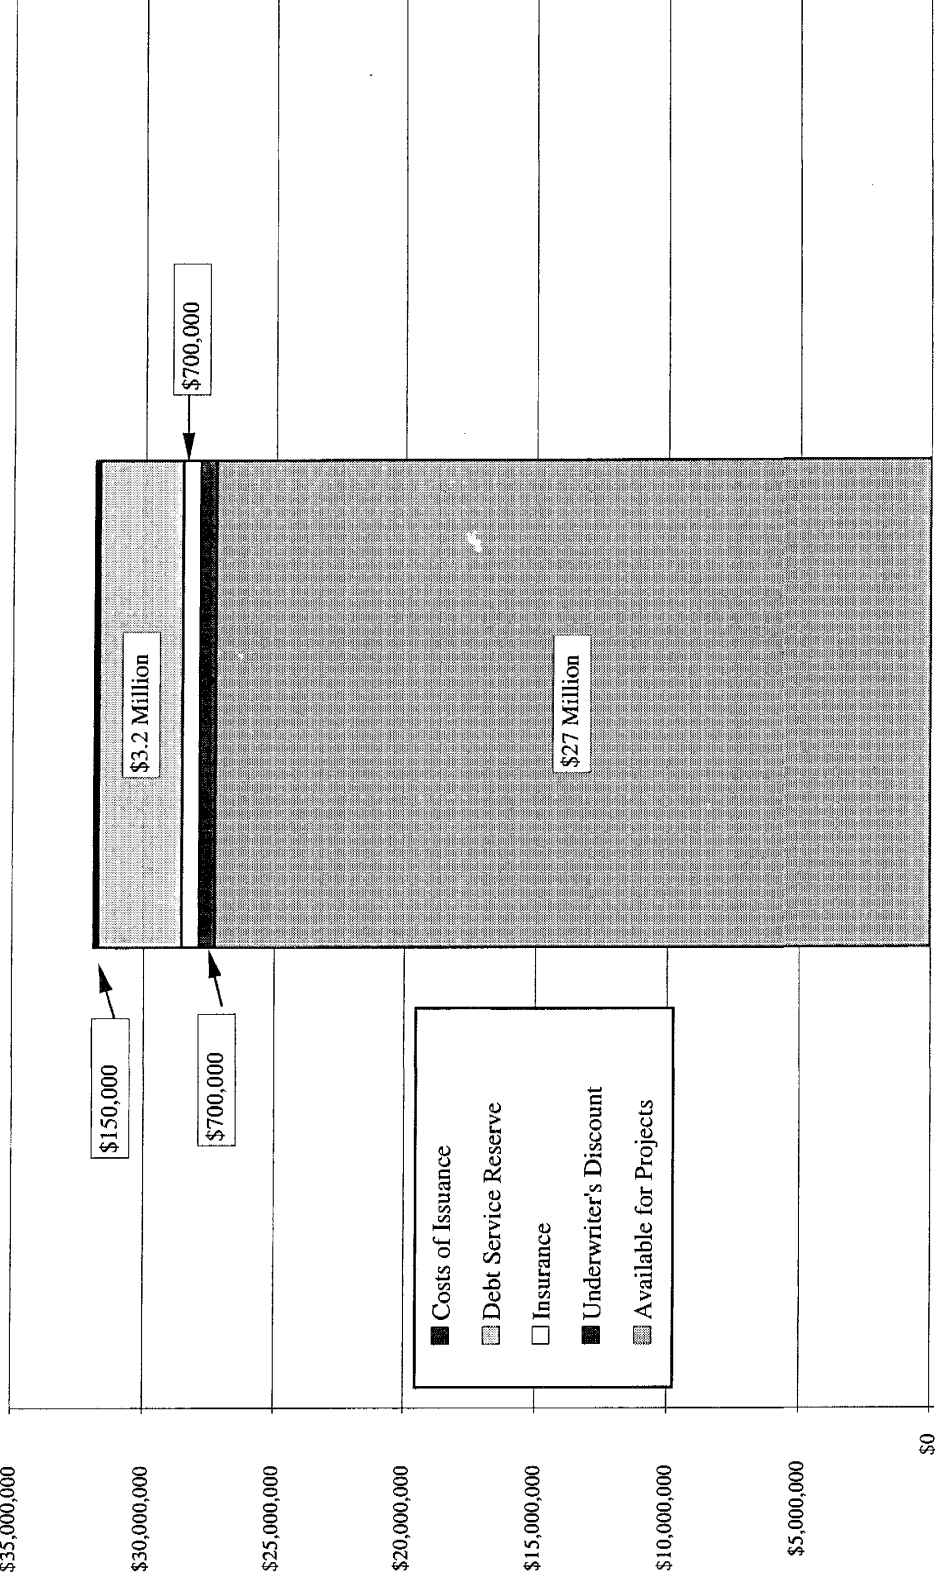 $35,000,000
$30,000,000
$25,000,000
$20,000,000
$15,000,000
$10,000,000
$5,000,000
$0
$150,000
$3.2 Million
$700,000
$700,000
$27 Million
Costs of Issuance
Debt Service Reserve
Insurance
Underwriter's Discount
Available for Projects